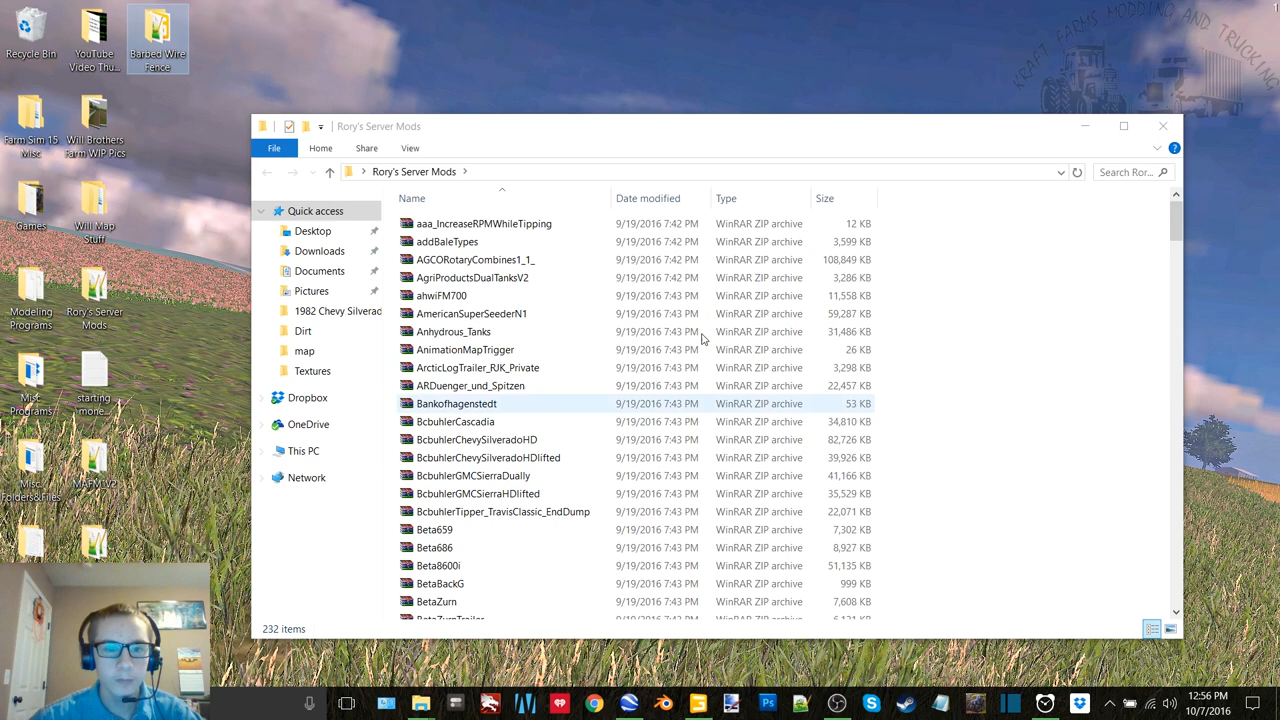 KRAFT FARMS MODDING AND TRUCKING
Recycle Bin
YouTube Video Thu...
Barbed Wire Fence
Farm Sim 15 Misc
Will Brothers Farm WIP Pics
Games
Will Map Stuff
Modeling Programs
Rory's Server Mods
Misc Programs
starting mone...
Misc Folders&Files
MAFM V2
Rory's Server Mods
File Home Share View
Rory's Server Mods
Search Ror...
Quick access
Desktop
Downloads
Documents
Pictures
1982 Chevy Silverad
Dirt
map
Textures
Dropbox
OneDrive
This PC
Network
Name Date modified Type Size
aaa_IncreaseRPMWhileTipping 9/19/2016 7:42 PM WinRAR ZIP archive 12 KB
addBaleTypes 9/19/2016 7:42 PM WinRAR ZIP archive 3,599 KB
AGCORotaryCombines1_1_ 9/19/2016 7:42 PM WinRAR ZIP archive 108,849 KB
AgriProductsDualTanksV2 9/19/2016 7:42 PM WinRAR ZIP archive 3,286 KB
ahwiFM700 9/19/2016 7:43 PM WinRAR ZIP archive 11,558 KB
AmericanSuperSeederN1 9/19/2016 7:43 PM WinRAR ZIP archive 59,287 KB
Anhydrous_Tanks 9/19/2016 7:43 PM WinRAR ZIP archive 31,486 KB
AnimationMapTrigger 9/19/2016 7:43 PM WinRAR ZIP archive 26 KB
ArcticLogTrailer_RJK_Private 9/19/2016 7:43 PM WinRAR ZIP archive 3,298 KB
ARDuenger_und_Spitzen 9/19/2016 7:43 PM WinRAR ZIP archive 22,457 KB
Bankofhagenstedt 9/19/2016 7:43 PM WinRAR ZIP archive 53 KB
BcbuhlerCascadia 9/19/2016 7:43 PM WinRAR ZIP archive 34,810 KB
BcbuhlerChevySilveradoHD 9/19/2016 7:43 PM WinRAR ZIP archive 82,726 KB
BcbuhlerChevySilveradoHDlifted 9/19/2016 7:43 PM WinRAR ZIP archive 39,926 KB
BcbuhlerGMCSierraDually 9/19/2016 7:43 PM WinRAR ZIP archive 41,166 KB
BcbuhlerGMCSierraHDlifted 9/19/2016 7:43 PM WinRAR ZIP archive 35,529 KB
BcbuhlerTipper_TravisClassic_EndDump 9/19/2016 7:43 PM WinRAR ZIP archive 22,071 KB
Beta659 9/19/2016 7:43 PM WinRAR ZIP archive 7,302 KB
Beta686 9/19/2016 7:43 PM WinRAR ZIP archive 8,927 KB
Beta8600i 9/19/2016 7:43 PM WinRAR ZIP archive 51,135 KB
BetaBackG 9/19/2016 7:43 PM WinRAR ZIP archive 999 KB
BetaZurn 9/19/2016 7:43 PM WinRAR ZIP archive 7,608 KB
BetaZurnTrailer 9/19/2016 7:43 PM WinRAR ZIP archive 6,121 KB
232 items
12:56 PM
10/7/2016